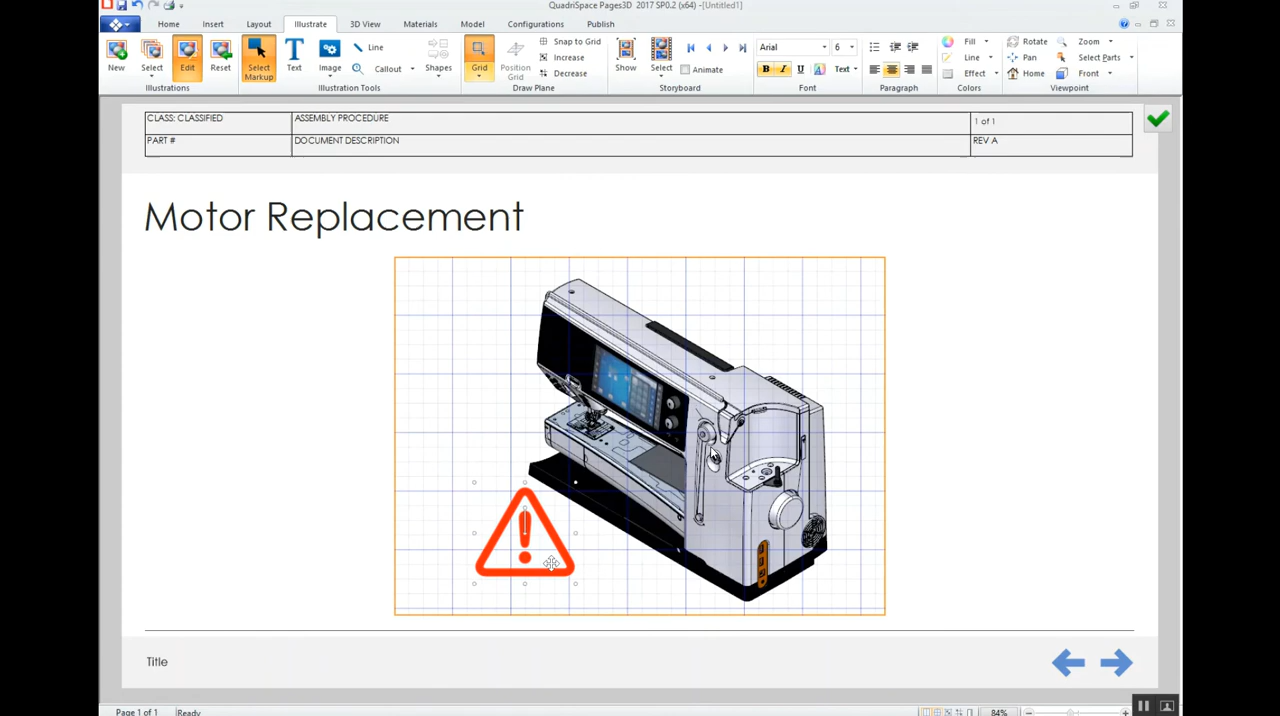 QuadriSpace Pages3D 2017 SP0.2 (x64) -[Untitled1]
Home Insert Layout Illustrate 3D View Materials Model Configurations Publish
New Select Edit Reset Select Markup Text Image Line Callout Shapes Grid Position Grid Snap to Grid Increase Decrease Show Select Animate Arial 6 B I U A Text Fill Line Effect Rotate Pan Home Zoom Select Parts Front
Illustrations Illustration Tools Draw Plane Storyboard Font Paragraph Colors Viewpoint
CLASS: CLASSIFIED ASSEMBLY PROCEDURE 1 of 1
PART # DOCUMENT DESCRIPTION REV A
Motor Replacement
!
Title
Page 1 of 1 Ready 84%